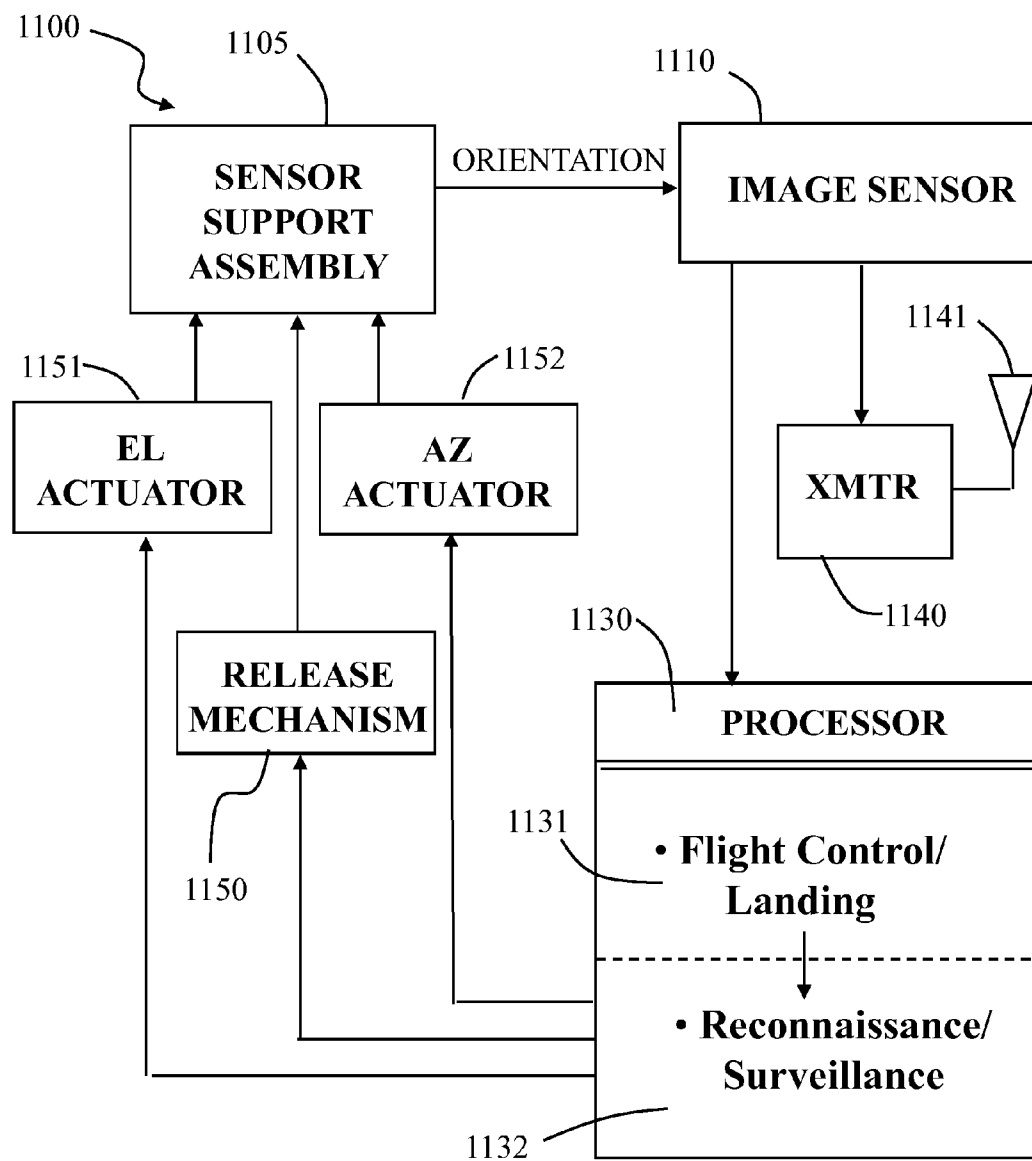 1100
1105
1110
SENSOR
SUPPORT
ASSEMBLY
ORIENTATION
IMAGE SENSOR
1141
1151
1152
EL
ACTUATOR
AZ
ACTUATOR
XMTR
1140
1130
RELEASE
MECHANISM
PROCESSOR
1150
1131
• Flight Control/
Landing
• Reconnaissance/
Surveillance
1132